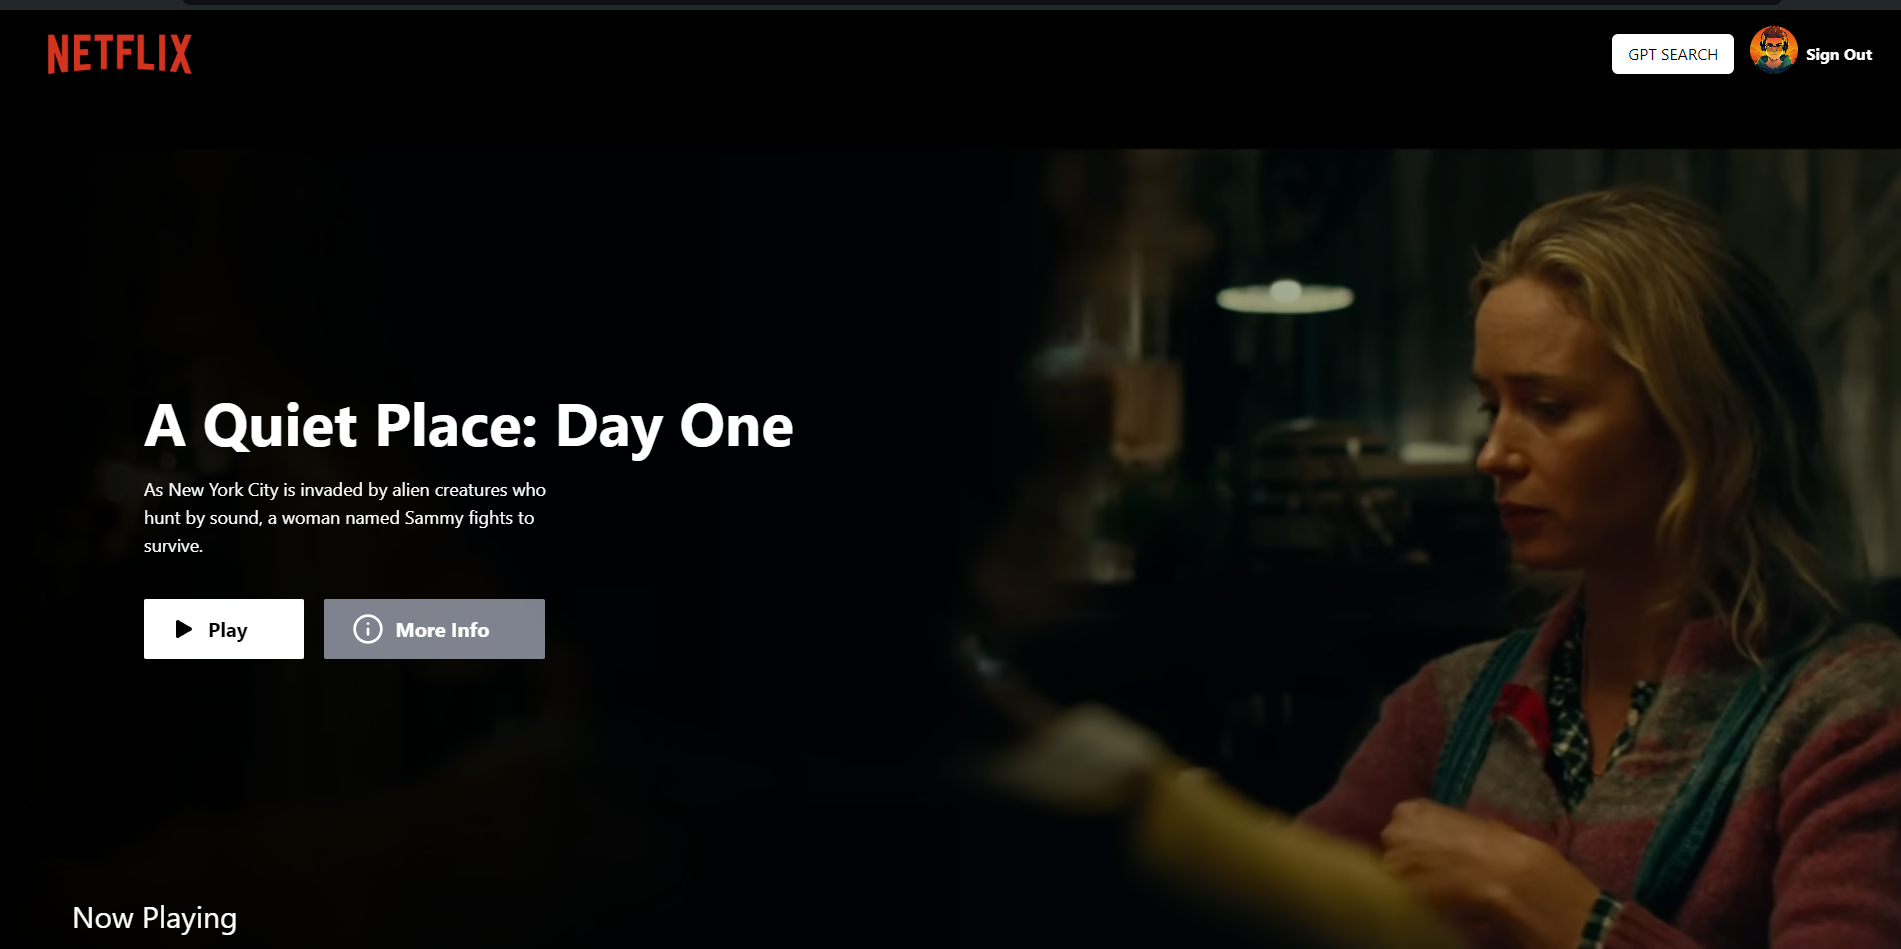 NETFLIX
GPT SEARCH
Sign Out
A Quiet Place: Day One
As New York City is invaded by alien creatures who
hunt by sound, a woman named Sammy fights to
survive.
Play
More Info
Now Playing